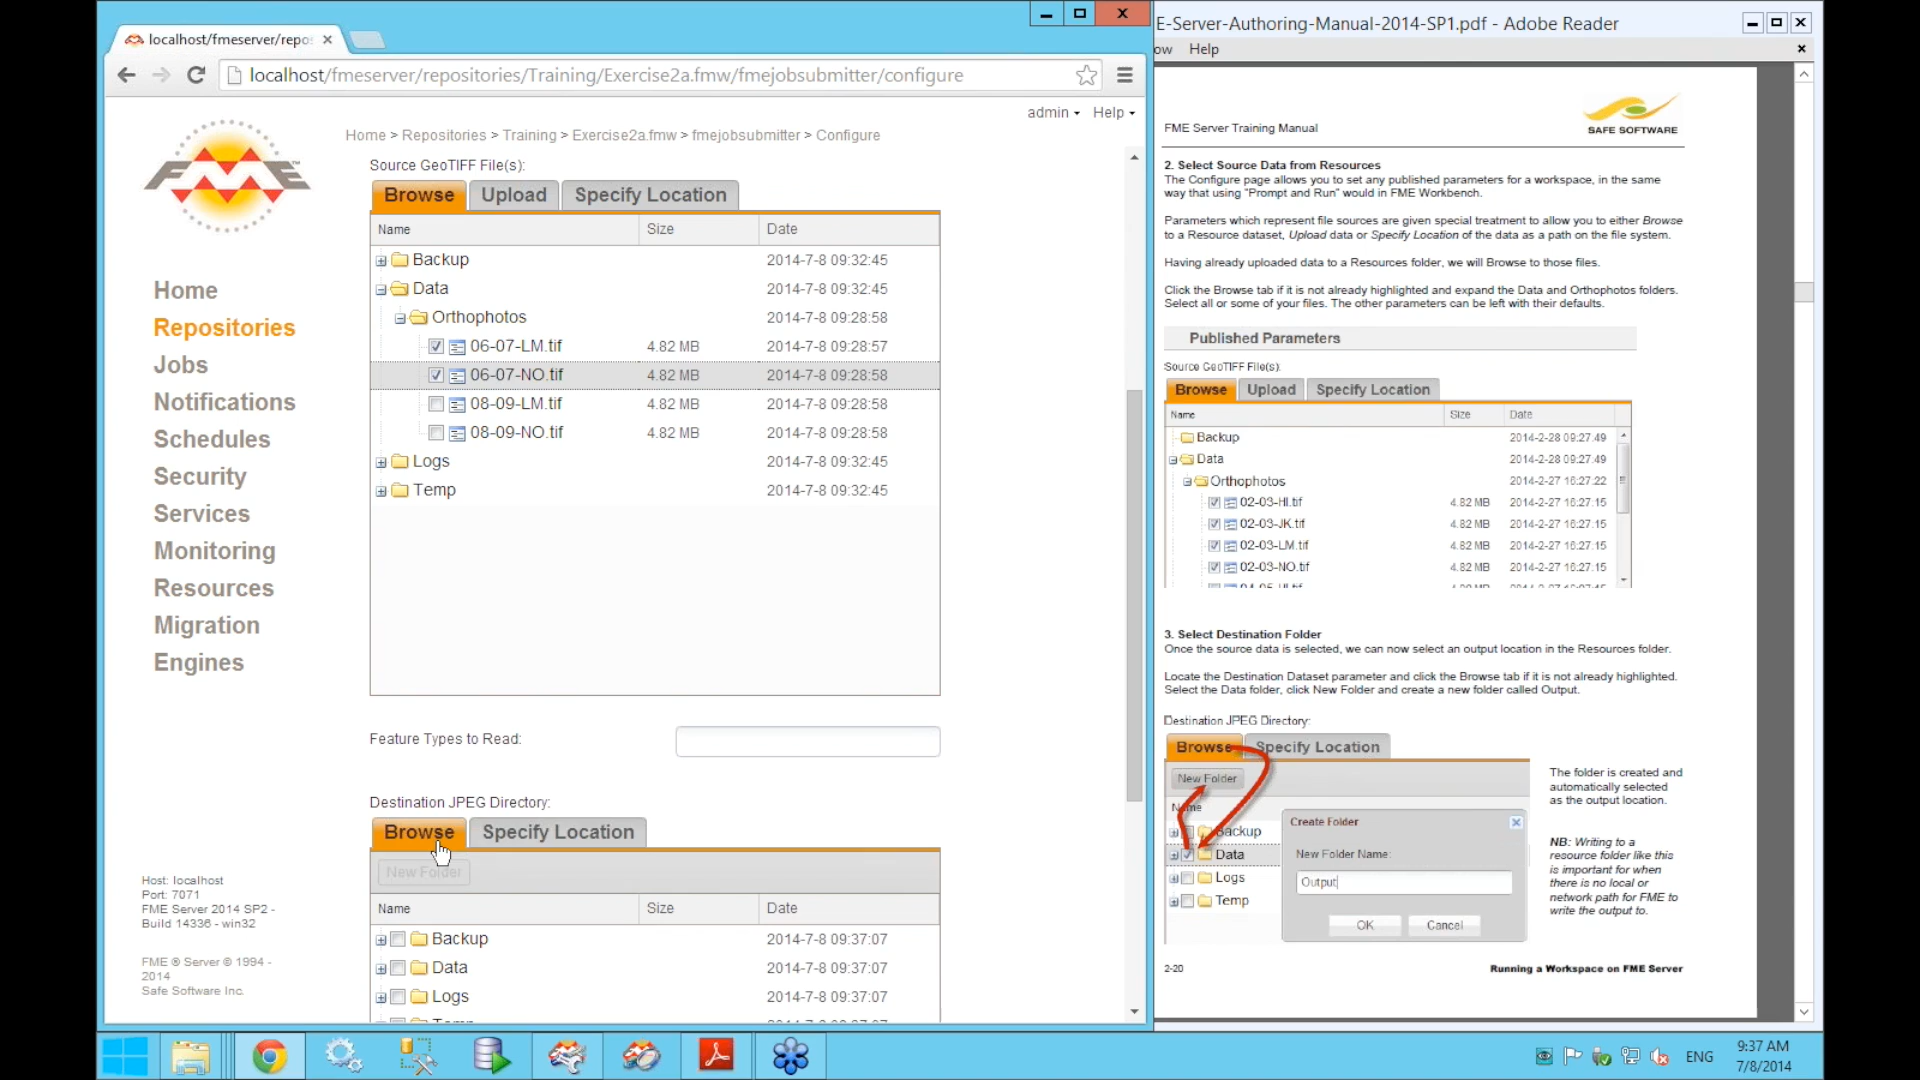 localhost/fmeserver/repo
localhost/fmeserver/repositories/Training/Exercise2a.fmw/fmejobsubmitter/configure
admin
Help
Home > Repositories > Training > Exercise2a.fmw > fmejobsubmitter > Configure
FME
Home
Repositories
Jobs
Notifications
Schedules
Security
Services
Monitoring
Resources
Migration
Engines
Host: localhost
Port: 7071
FME Server 2014 SP2 -
Build 14336 - win32
FME ® Server © 1994 -
2014
Safe Software Inc.
Source GeoTIFF File(s):
Browse Upload Specify Location
Name Size Date
Backup 2014-7-8 09:32:45
Data 2014-7-8 09:32:45
Orthophotos 2014-7-8 09:28:58
06-07-LM.tif 4.82 MB 2014-7-8 09:28:57
06-07-NO.tif 4.82 MB 2014-7-8 09:28:58
08-09-LM.tif 4.82 MB 2014-7-8 09:28:58
08-09-NO.tif 4.82 MB 2014-7-8 09:28:58
Logs 2014-7-8 09:32:45
Temp 2014-7-8 09:32:45
Feature Types to Read:
Destination JPEG Directory:
Browse Specify Location
New Folder
Name Size Date
Backup 2014-7-8 09:37:07
Data 2014-7-8 09:37:07
Logs 2014-7-8 09:37:07
E-Server-Authoring-Manual-2014-SP1.pdf - Adobe Reader
ow Help
FME Server Training Manual
SAFE SOFTWARE
2. Select Source Data from Resources
The Configure page allows you to set any published parameters for a workspace, in the same
way that using "Prompt and Run" would in FME Workbench.
Parameters which represent file sources are given special treatment to allow you to either Browse
to a Resource dataset, Upload data or Specify Location of the data as a path on the file system.
Having already uploaded data to a Resources folder, we will Browse to those files.
Click the Browse tab if it is not already highlighted and expand the Data and Orthophotos folders.
Select all or some of your files. The other parameters can be left with their defaults.
Published Parameters
Source GeoTIFF File(s):
Browse Upload Specify Location
Name Size Date
Backup 2014-2-28 09:27:49
Data 2014-2-28 09:27:49
Orthophotos 2014-2-27 16:27:22
02-03-HI.tif 4.82 MB 2014-2-27 16:27:15
02-03-JK.tif 4.82 MB 2014-2-27 16:27:15
02-03-LM.tif 4.82 MB 2014-2-27 16:27:15
02-03-NO.tif 4.82 MB 2014-2-27 16:27:15
3. Select Destination Folder
Once the source data is selected, we can now select an output location in the Resources folder.
Locate the Destination Dataset parameter and click the Browse tab if it is not already highlighted.
Select the Data folder, click New Folder and create a new folder called Output.
Destination JPEG Directory:
Browse Specify Location
New Folder
Name
Backup
Data
Logs
Temp
Create Folder
New Folder Name:
Output
OK Cancel
The folder is created and
automatically selected
as the output location.
NB: Writing to a
resource folder like this
is important for when
there is no local or
network path for FME to
write the output to.
2-20 Running a Workspace on FME Server
ENG
9:37 AM
7/8/2014